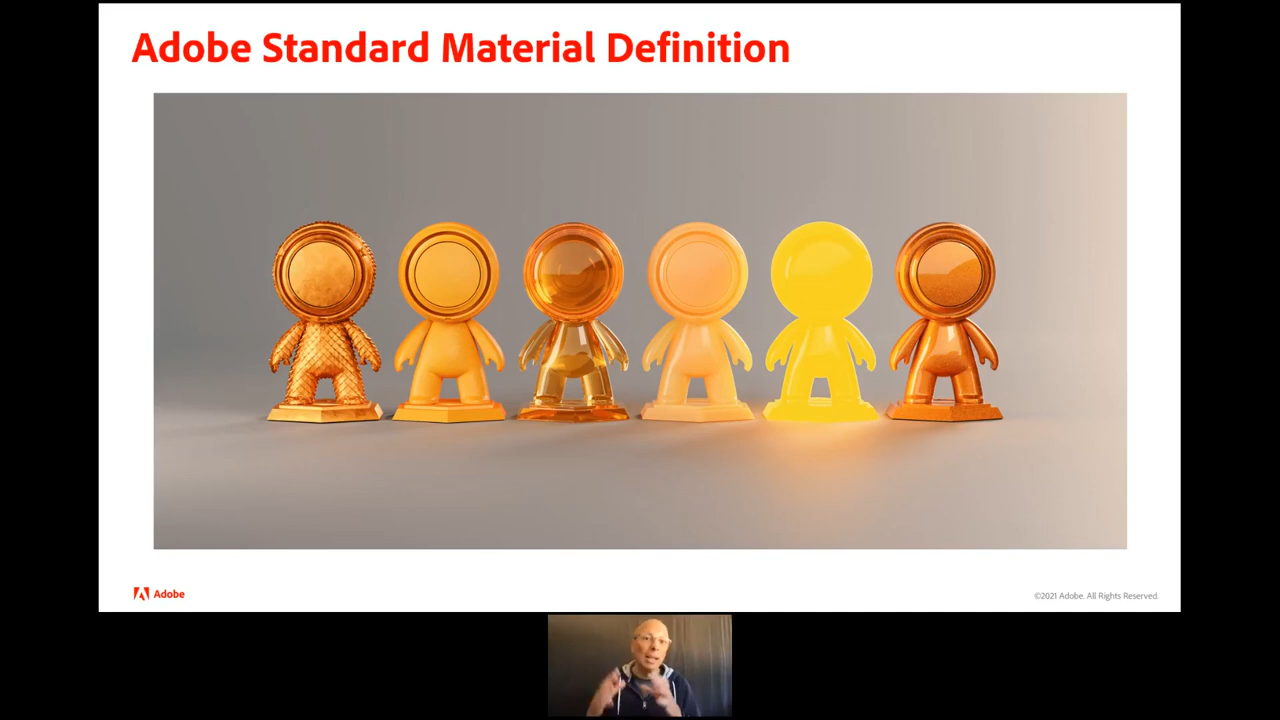 Adobe Standard Material Definition
Adobe
©2021 Adobe. All Rights Reserved.